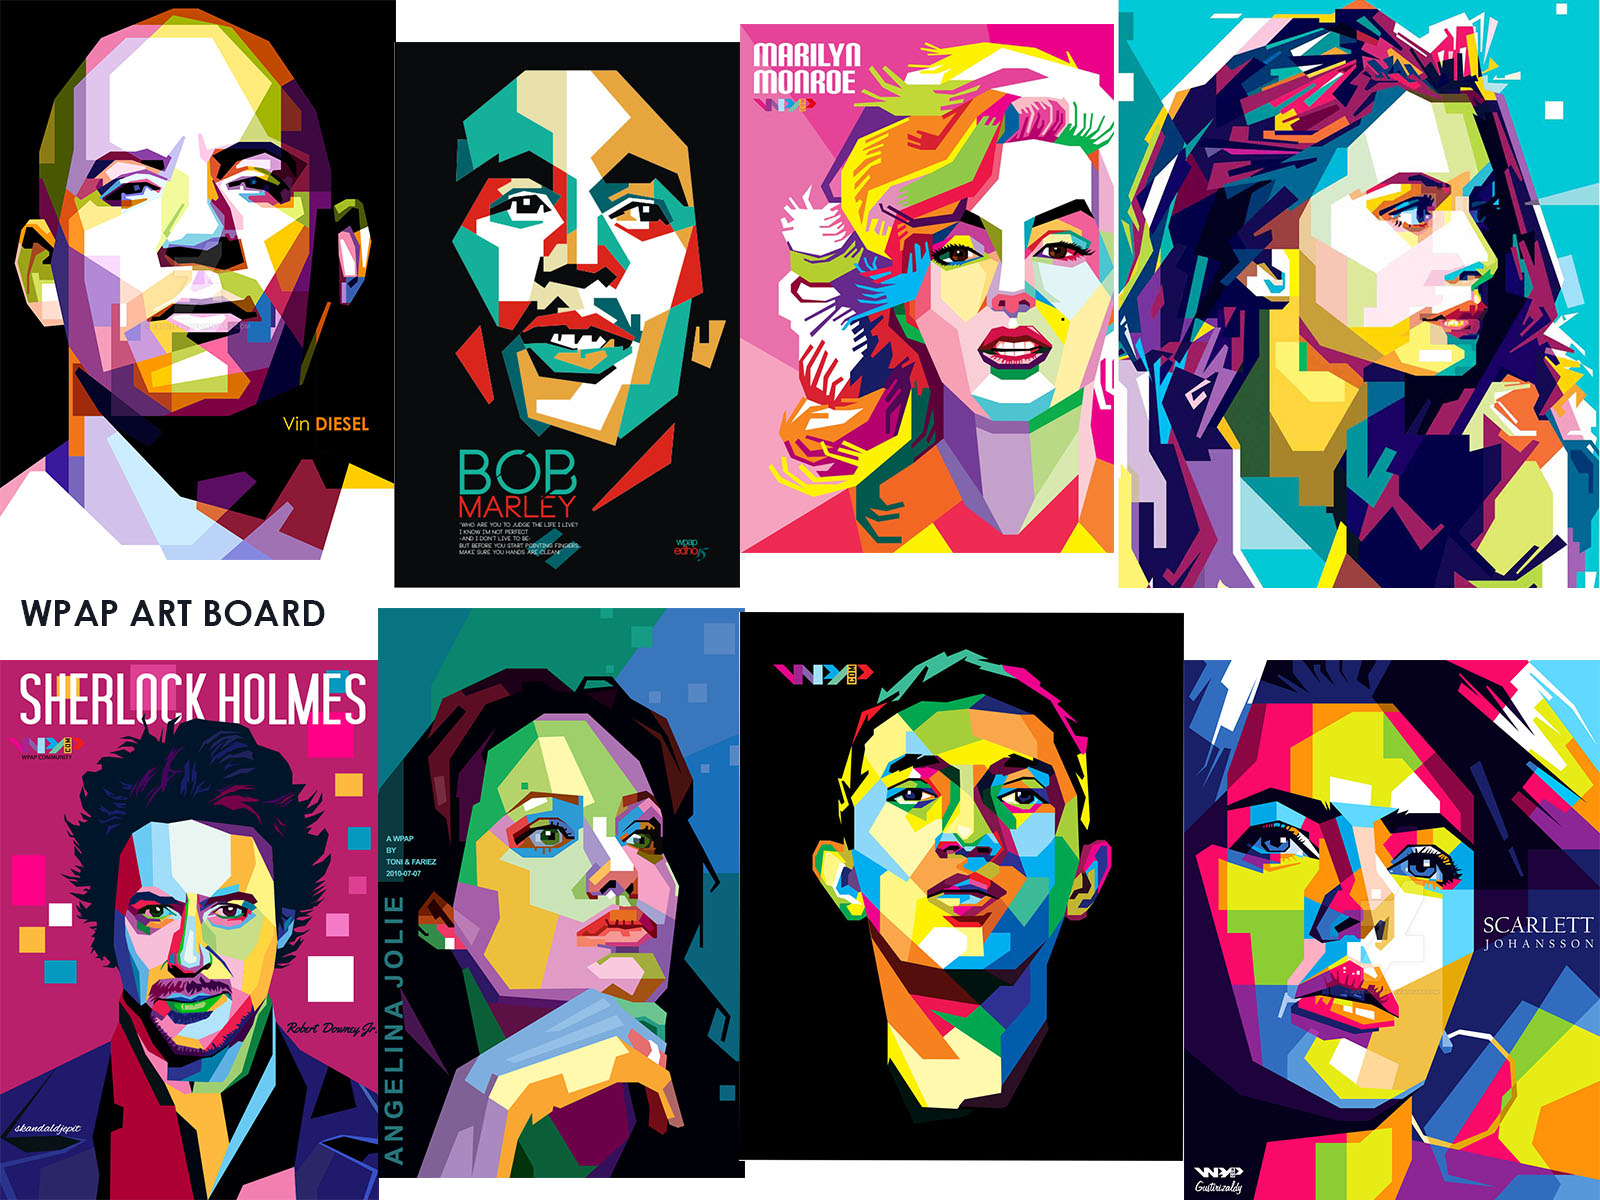 Vin DIESEL
BOB
MARLEY
"WHO ARE YOU TO JUDGE THE LIFE I LIVE?
I KNOW I'M NOT PERFECT
-AND I DON'T LIVE TO BE-
BUT BEFORE YOU START POINTING FINGERS..
MAKE SURE YOU HANDS ARE CLEAN!"
wpap
edho15
MARILYN
MONROE
WPAP
COM
WPAP ART BOARD
SHERLOCK HOLMES
WPAP
COM
WPAP COMMUNITY
Robert Downey Jr.
skandaldjepit
A WPAP
BY
TONI & FARIEZ
2010-07-07
ANGELINA JOLIE
WPAP
COM
SCARLETT
JOHANSSON
WPAP
Gustirizaldy